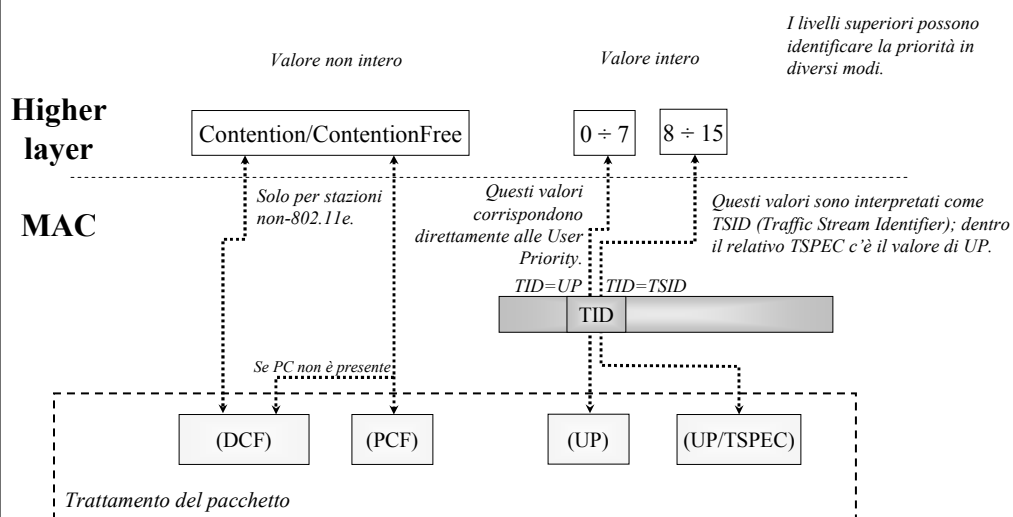 I livelli superiori possono
identificare la priorità in
diversi modi.
Valore non intero
Valore intero
Higher
layer
Contention/ContentionFree
0 ÷ 7
8 ÷ 15
MAC
Solo per stazioni
non-802.11e.
Questi valori
corrispondono
direttamente alle User
Priority.
Questi valori sono interpretati come
TSID (Traffic Stream Identifier); dentro
il relativo TSPEC c'è il valore di UP.
TID=UP
TID=TSID
TID
Se PC non è presente
(DCF)
(PCF)
(UP)
(UP/TSPEC)
Trattamento del pacchetto